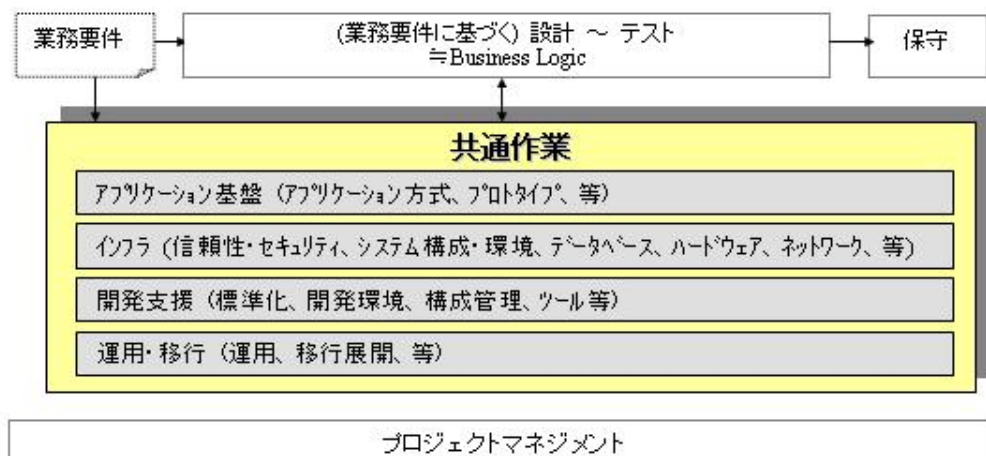 業務要件
(業務要件に基づく) 設計 ～ テスト
≒Business Logic
保守
共通作業
ｱﾌﾟﾘｹｰｼｮﾝ基盤 (ｱﾌﾟﾘｹｰｼｮﾝ方式、ﾌﾟﾛﾄﾀｲﾌﾟ、等)
ｲﾝﾌﾗ (信頼性・ｾｷｭﾘﾃｨ、ｼｽﾃﾑ構成・環境、ﾃﾞｰﾀﾍﾞｰｽ、ﾊｰﾄﾞｳｪｱ、ﾈｯﾄﾜｰｸ、等)
開発支援 (標準化、開発環境、構成管理、ﾂｰﾙ等)
運用・移行 (運用、移行展開、等)
プロジェクトマネジメント